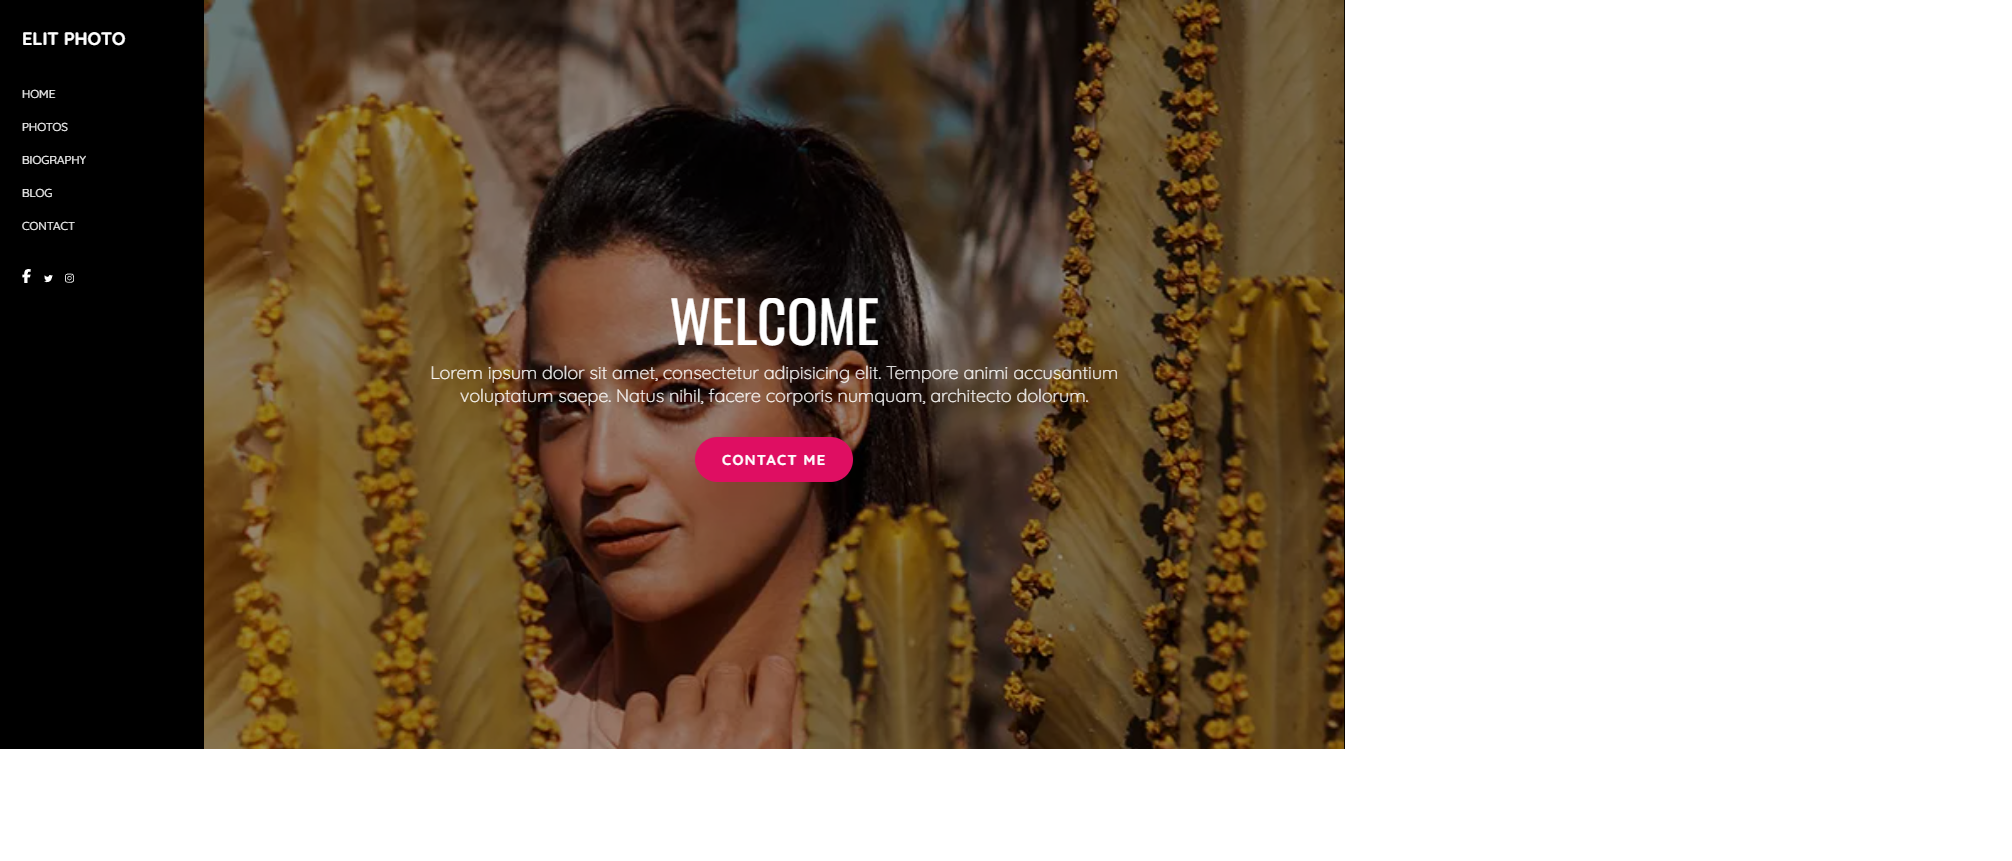 ELIT PHOTO
HOME
PHOTOS
BIOGRAPHY
BLOG
CONTACT
WELCOME
Lorem ipsum dolor sit amet, consectetur adipisicing elit. Tempore animi accusantium
voluptatum saepe. Natus nihil, facere corporis numquam, architecto dolorum.
CONTACT ME